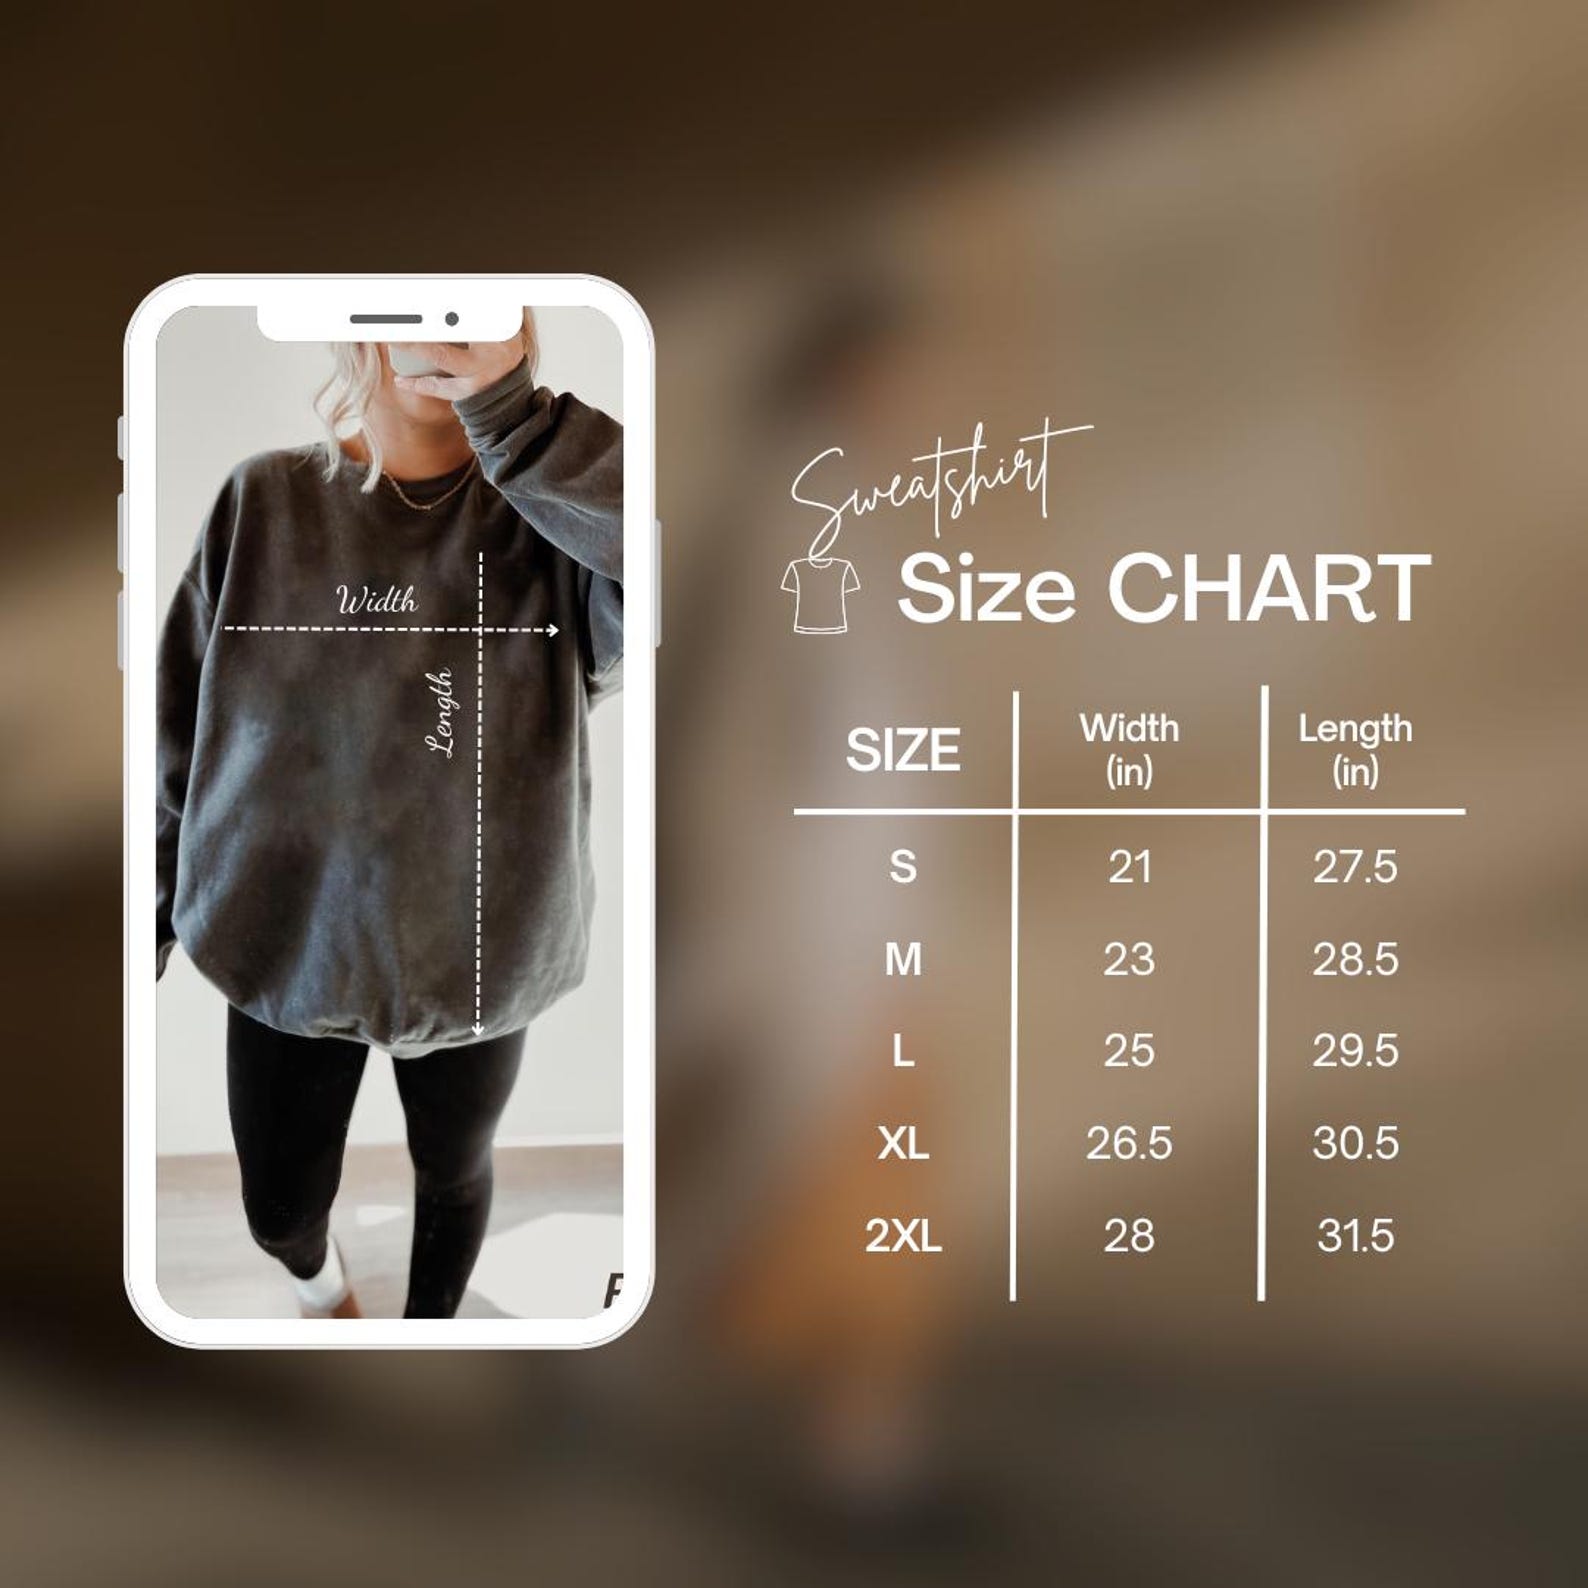 Sweatshirt
Size CHART
Width
Length
SIZE Width (in) Length (in)
S 21 27.5
M 23 28.5
L 25 29.5
XL 26.5 30.5
2XL 28 31.5